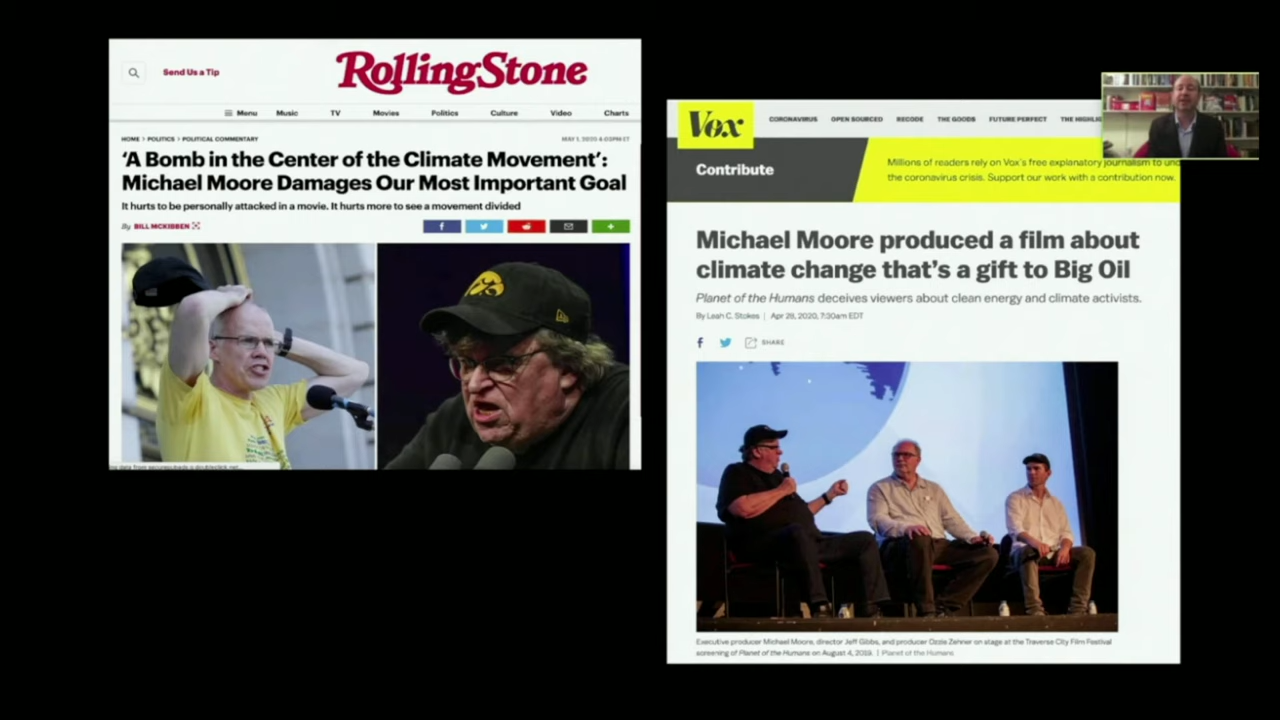 RollingStone
Send Us a Tip
Menu Music TV Movies Politics Culture Video Charts
HOME > POLITICS > POLITICAL COMMENTARY
MAY 1, 2020 4:03PM ET
‘A Bomb in the Center of the Climate Movement’:
Michael Moore Damages Our Most Important Goal
It hurts to be personally attacked in a movie. It hurts more to see a movement divided
By BILL MCKIBBEN
Vox
CORONAVIRUS OPEN SOURCED RECODE THE GOODS FUTURE PERFECT THE
Contribute
Millions of readers rely on Vox's free explanatory journalism to
the coronavirus crisis. Support our work with a contribution now.
Michael Moore produced a film about
climate change that's a gift to Big Oil
Planet of the Humans deceives viewers about clean energy and climate activists.
By Leah C. Stokes | Apr 28, 2020, 7:30am EDT
SHARE
Executive producer Michael Moore, director Jeff Gibbs, and producer Ozzie Zehner on stage at the Traverse City Film Festival
screening of Planet of the Humans on August 4, 2019. | Planet of the Humans